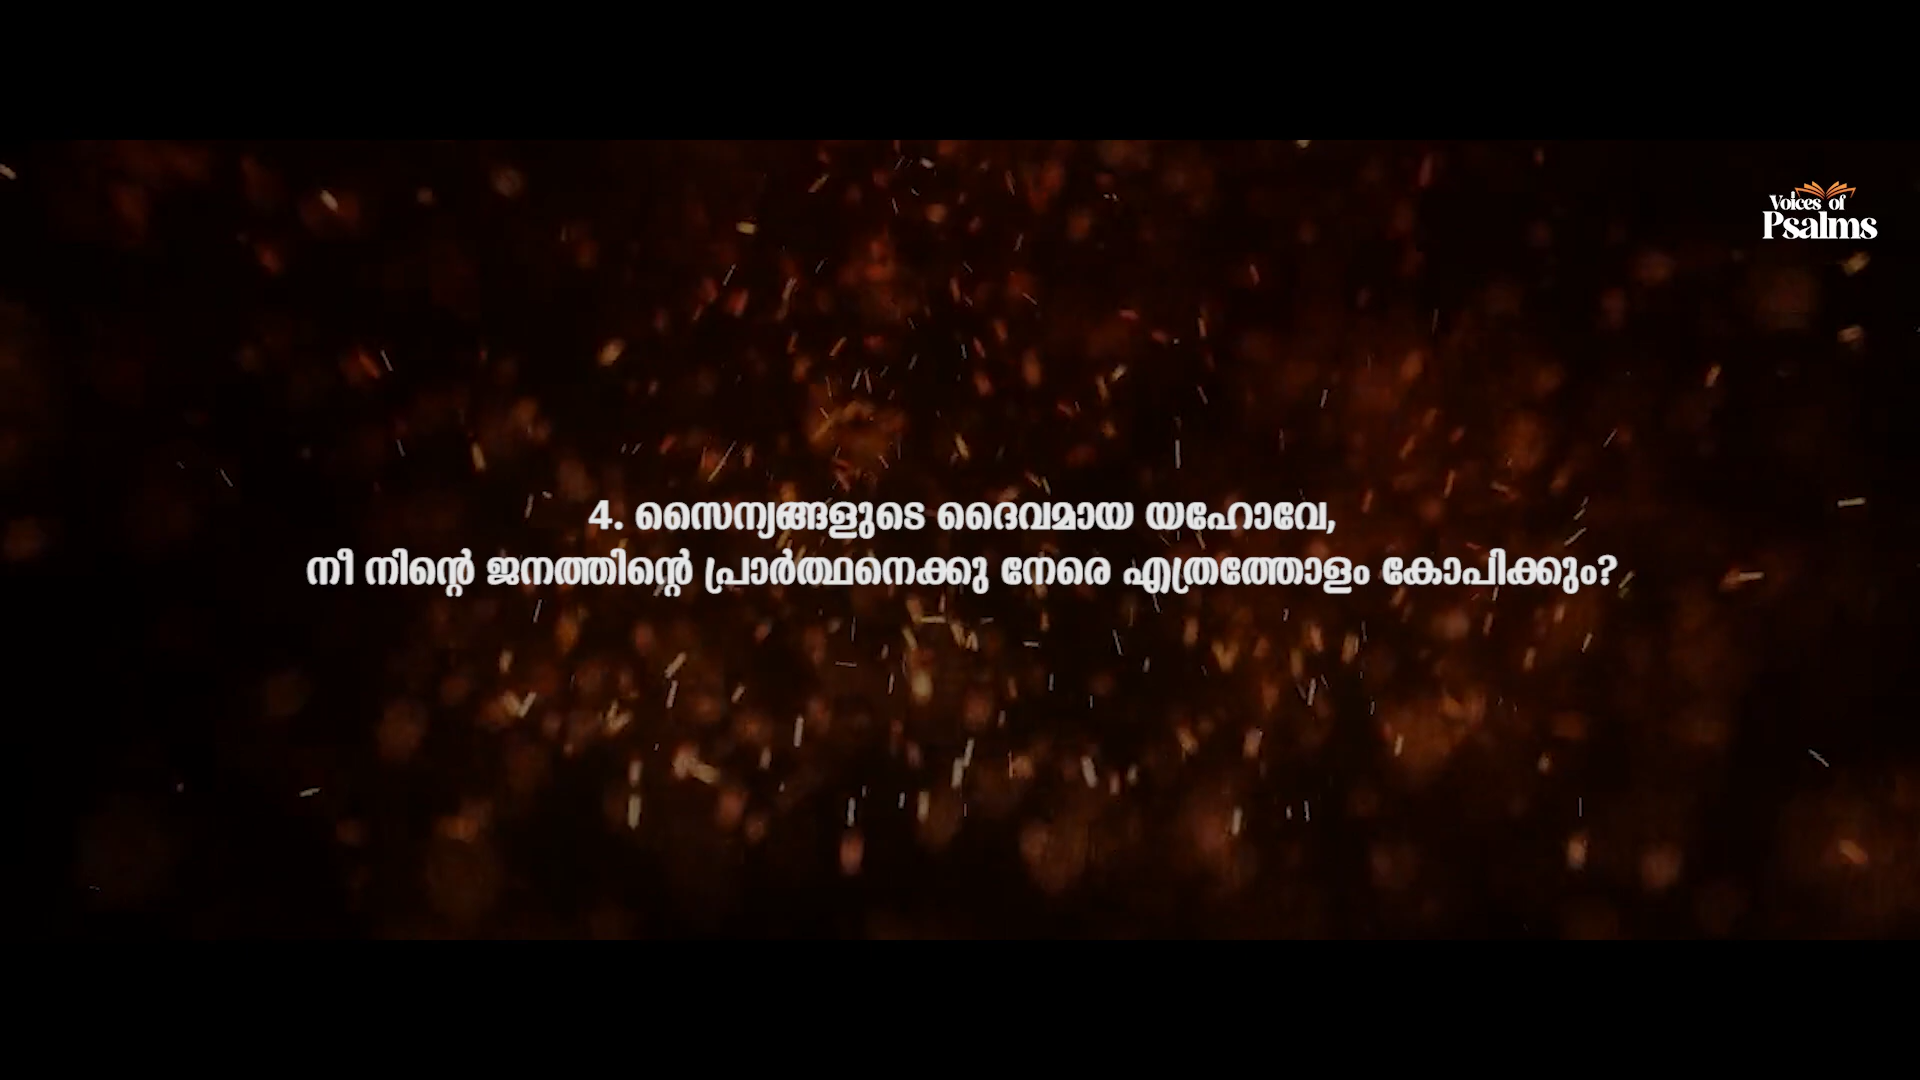 Voices of
Psalms
4. സൈന്യങ്ങളുടെ ദൈവമായ യഹോവേ,
നീ നിന്റെ ജനത്തിന്റെ പ്രാർത്ഥനെക്കു നേരെ എത്രത്തോളം കോപിക്കും?